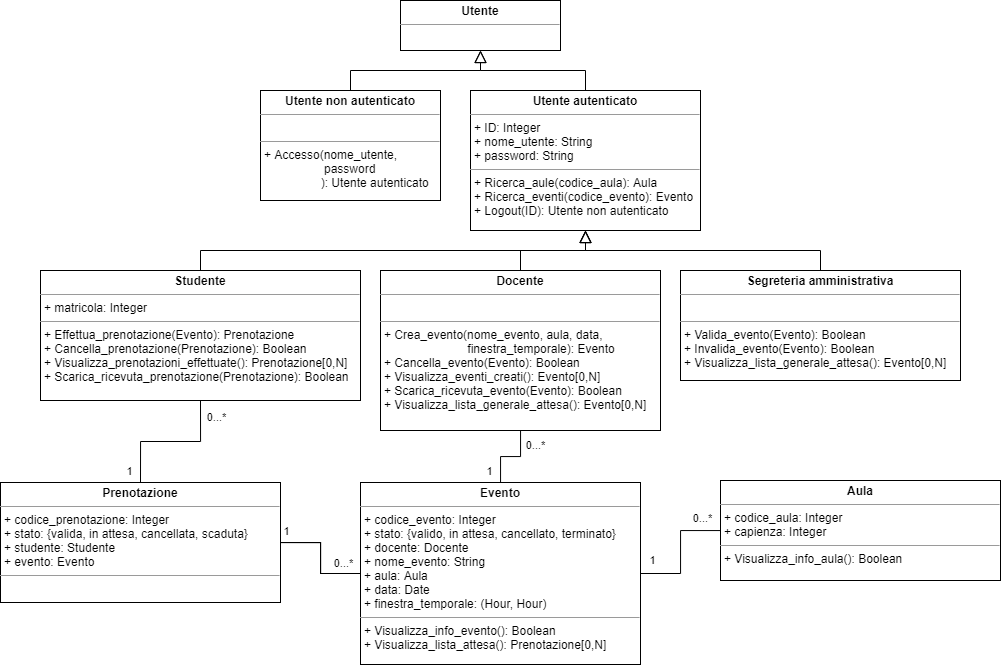 Utente
Utente non autenticato
+ Accesso(nome_utente,
password
): Utente autenticato
Utente autenticato
+ ID: Integer
+ nome_utente: String
+ password: String
+ Ricerca_aule(codice_aula): Aula
+ Ricerca_eventi(codice_evento): Evento
+ Logout(ID): Utente non autenticato
Studente
+ matricola: Integer
+ Effettua_prenotazione(Evento): Prenotazione
+ Cancella_prenotazione(Prenotazione): Boolean
+ Visualizza_prenotazioni_effettuate(): Prenotazione[0,N]
+ Scarica_ricevuta_prenotazione(Prenotazione): Boolean
Docente
+ Crea_evento(nome_evento, aula, data,
finestra_temporale): Evento
+ Cancella_evento(Evento): Boolean
+ Visualizza_eventi_creati(): Evento[0,N]
+ Scarica_ricevuta_evento(Evento): Boolean
+ Visualizza_lista_generale_attesa(): Evento[0,N]
Segreteria amministrativa
+ Valida_evento(Evento): Boolean
+ Invalida_evento(Evento): Boolean
+ Visualizza_lista_generale_attesa(): Evento[0,N]
0...*
1
0...*
1
Prenotazione
+ codice_prenotazione: Integer
+ stato: {valida, in attesa, cancellata, scaduta}
+ studente: Studente
+ evento: Evento
1
0...*
Evento
+ codice_evento: Integer
+ stato: {valido, in attesa, cancellato, terminato}
+ docente: Docente
+ nome_evento: String
+ aula: Aula
+ data: Date
+ finestra_temporale: (Hour, Hour)
+ Visualizza_info_evento(): Boolean
+ Visualizza_lista_attesa(): Prenotazione[0,N]
0...*
1
Aula
+ codice_aula: Integer
+ capienza: Integer
+ Visualizza_info_aula(): Boolean